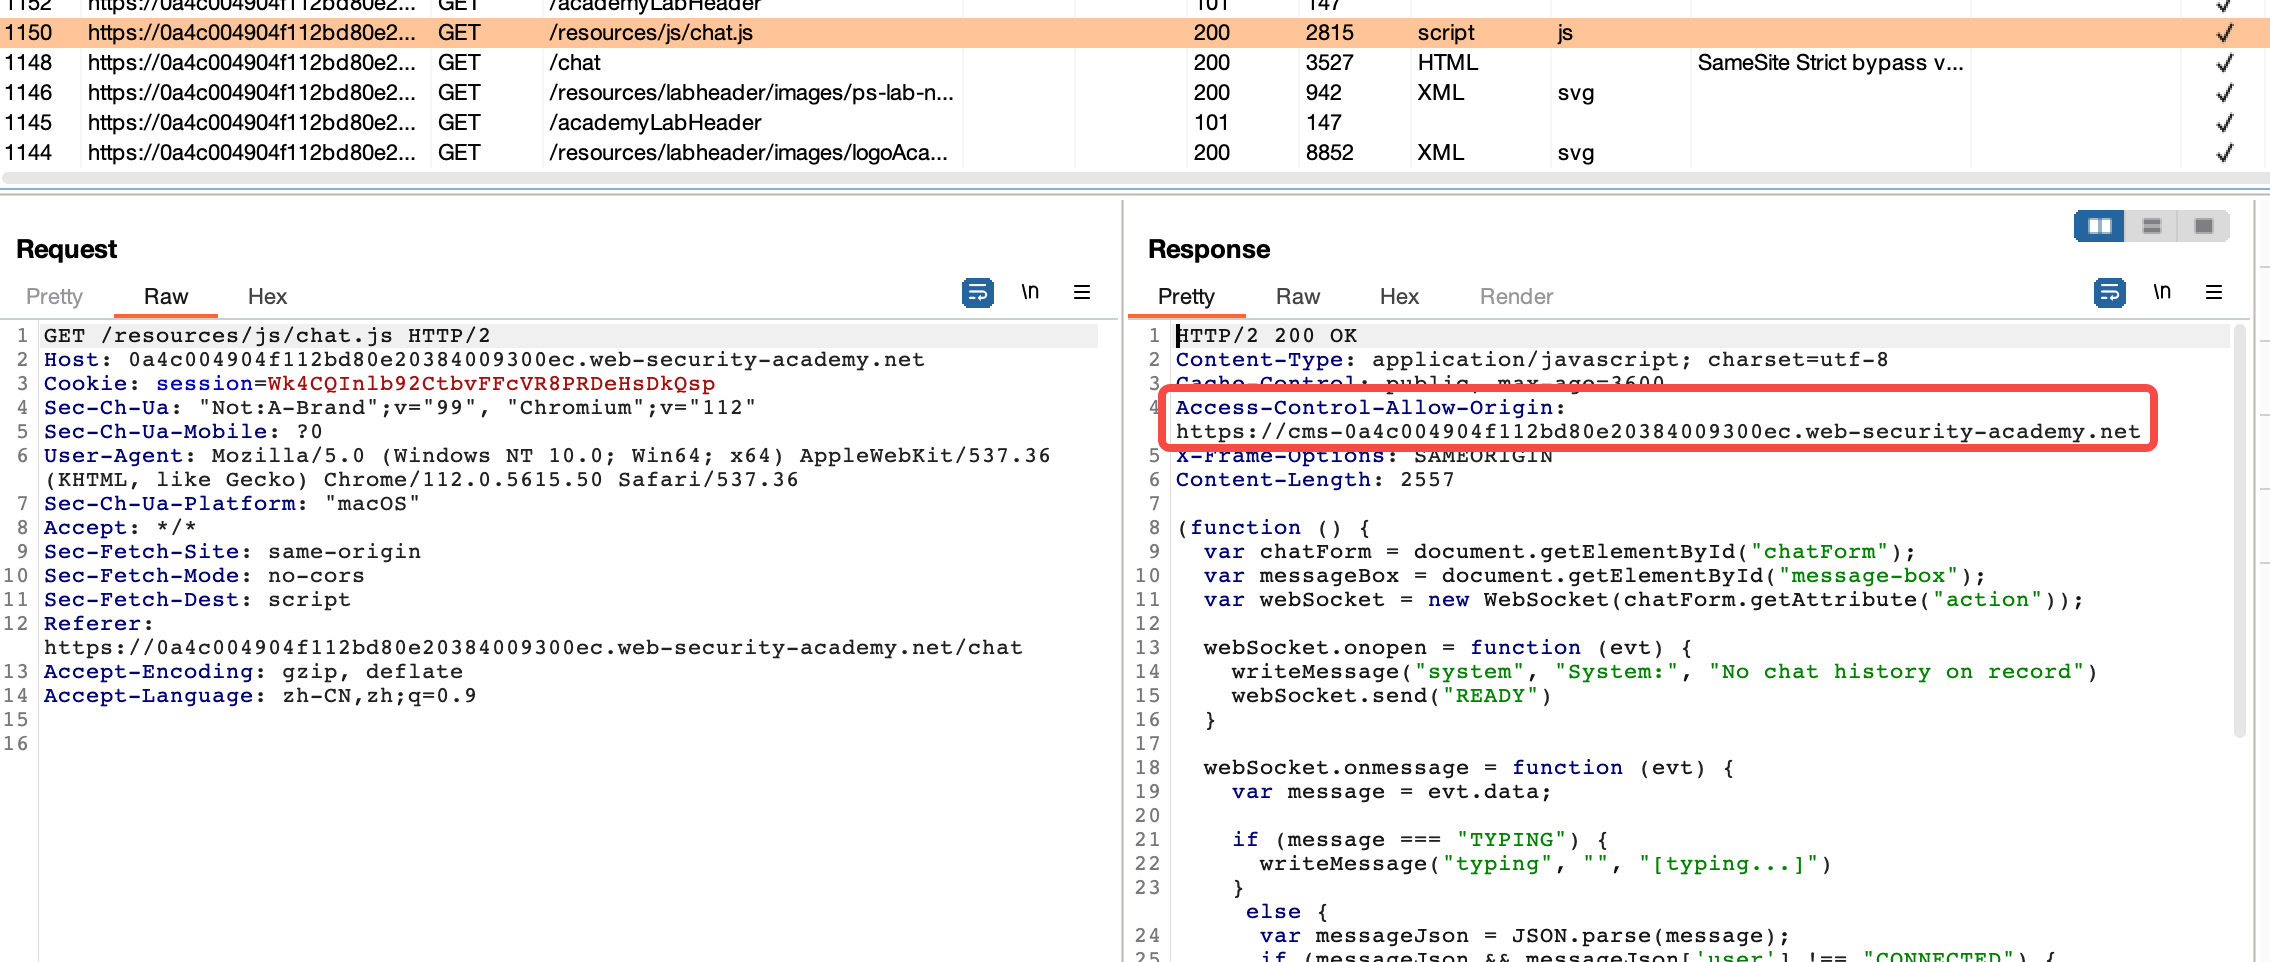 1152 https://0a4c004904f112bd80e2... GET /academyLabHeader 101 147
1150 https://0a4c004904f112bd80e2... GET /resources/js/chat.js 200 2815 script js
1148 https://0a4c004904f112bd80e2... GET /chat 200 3527 HTML SameSite Strict bypass v...
1146 https://0a4c004904f112bd80e2... GET /resources/labheader/images/ps-lab-n... 200 942 XML svg
1145 https://0a4c004904f112bd80e2... GET /academyLabHeader 101 147
1144 https://0a4c004904f112bd80e2... GET /resources/labheader/images/logoAca... 200 8852 XML svg
Request
Pretty Raw Hex \n
1 GET /resources/js/chat.js HTTP/2
2 Host: 0a4c004904f112bd80e20384009300ec.web-security-academy.net
3 Cookie: session=Wk4CQInlb92CtbvFFcVR8PRDeHsDkQsp
4 Sec-Ch-Ua: "Not:A-Brand";v="99", "Chromium";v="112"
5 Sec-Ch-Ua-Mobile: ?0
6 User-Agent: Mozilla/5.0 (Windows NT 10.0; Win64; x64) AppleWebKit/537.36
(KHTML, like Gecko) Chrome/112.0.5615.50 Safari/537.36
7 Sec-Ch-Ua-Platform: "macOS"
8 Accept: */*
9 Sec-Fetch-Site: same-origin
10 Sec-Fetch-Mode: no-cors
11 Sec-Fetch-Dest: script
12 Referer:
https://0a4c004904f112bd80e20384009300ec.web-security-academy.net/chat
13 Accept-Encoding: gzip, deflate
14 Accept-Language: zh-CN,zh;q=0.9
15
16
Response
Pretty Raw Hex Render \n
1 HTTP/2 200 OK
2 Content-Type: application/javascript; charset=utf-8
3 Cache-Control: public, max-age=3600
4 Access-Control-Allow-Origin:
https://cms-0a4c004904f112bd80e20384009300ec.web-security-academy.net
5 X-Frame-Options: SAMEORIGIN
6 Content-Length: 2557
7
8 (function () {
9 var chatForm = document.getElementById("chatForm");
10 var messageBox = document.getElementById("message-box");
11 var webSocket = new WebSocket(chatForm.getAttribute("action"));
12
13 webSocket.onopen = function (evt) {
14 writeMessage("system", "System:", "No chat history on record")
15 webSocket.send("READY")
16 }
17
18 webSocket.onmessage = function (evt) {
19 var message = evt.data;
20
21 if (message === "TYPING") {
22 writeMessage("typing", "", "[typing...]")
23 }
else {
24 var messageJson = JSON.parse(message);
25 if (messageJson && messageJson['user'] !== "CONNECTED") {